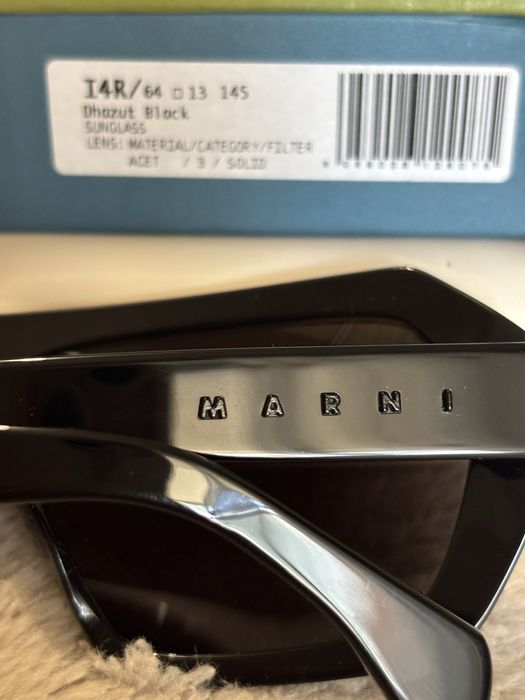 I4R/64 □13 145
Dhazut Black
SUNGLASS
LENS: MATERIAL/CATEGORY/FILTER
ACET / 3 / SOLID
MARNI